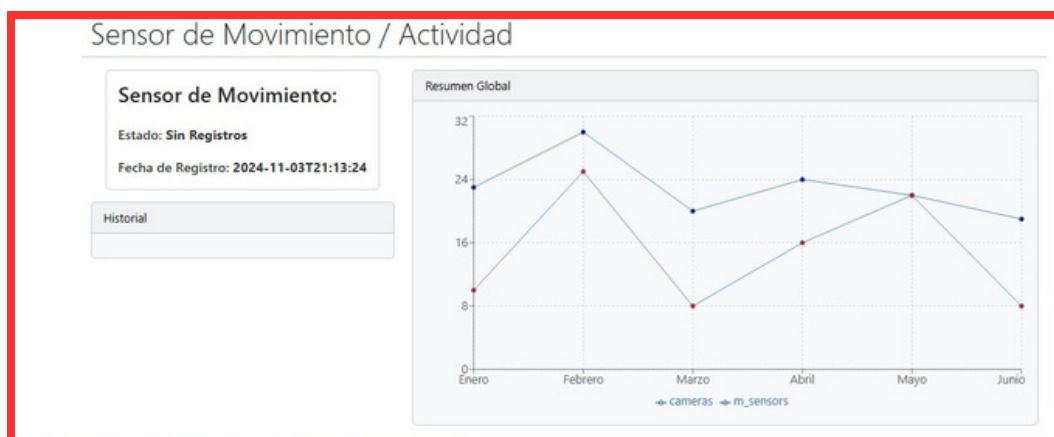 Sensor de Movimiento / Actividad
Sensor de Movimiento:
Estado: Sin Registros
Fecha de Registro: 2024-11-03T21:13:24
Historial
Resumen Global
32
24
16
8
0
Enero Febrero Marzo Abril Mayo Junio
cameras m_sensors